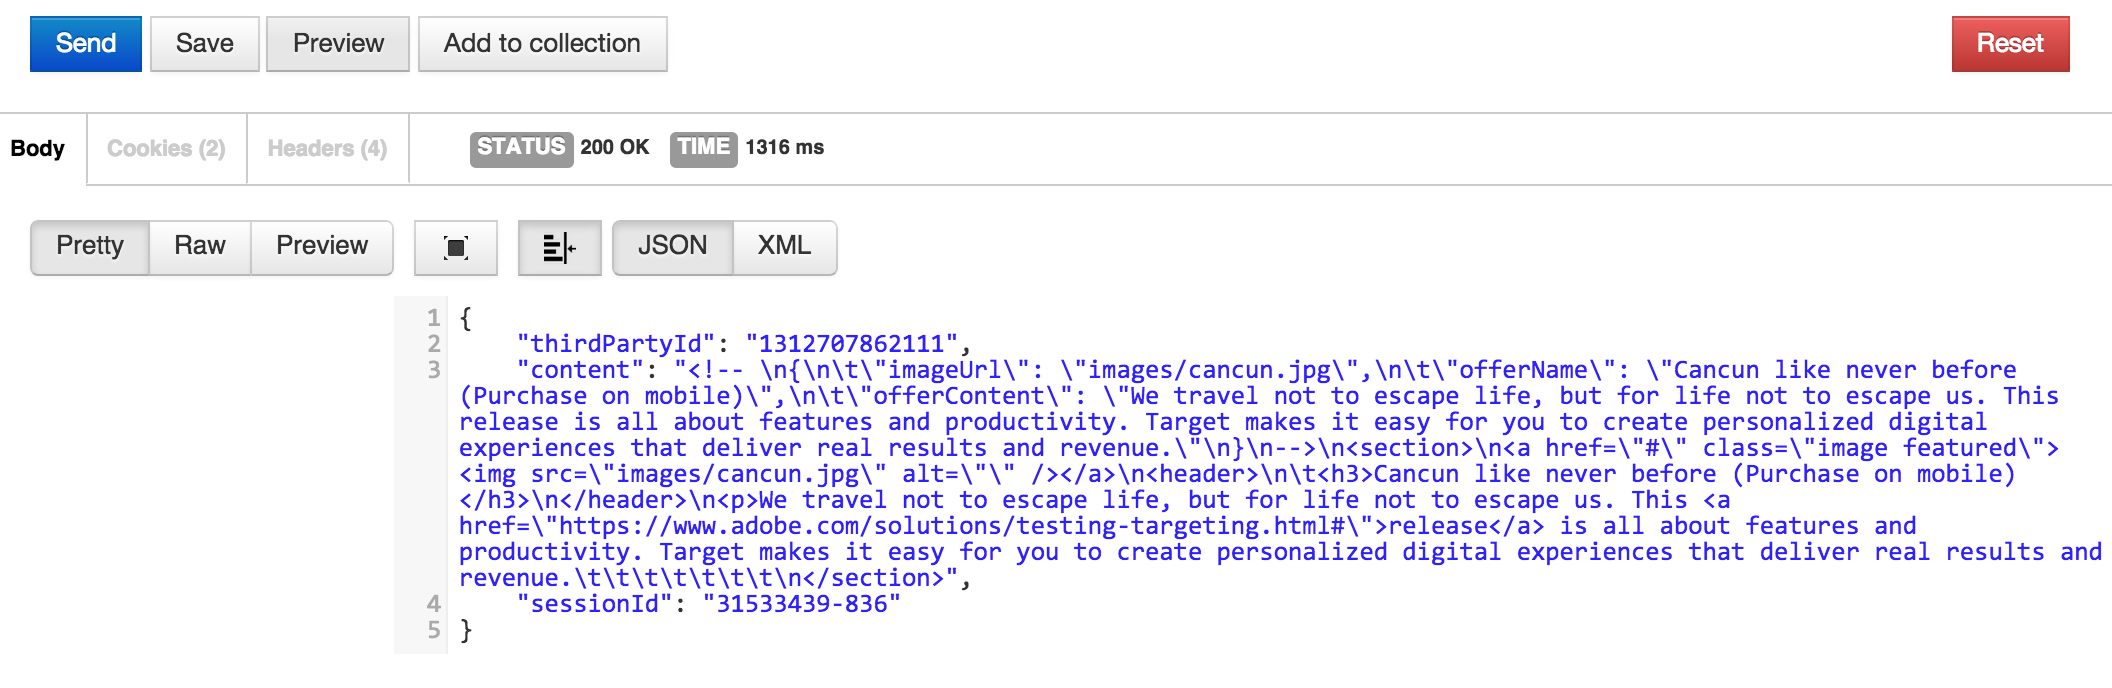 Send Save Preview Add to collection Reset
Body Cookies (2) Headers (4) STATUS 200 OK TIME 1316 ms
Pretty Raw Preview JSON XML
1 {
2 "thirdPartyId": "1312707862111",
3 "content": "<!-- \n{\n\t\"imageUrl\": \"images/cancun.jpg\",\n\t\"offerName\": \"Cancun like never before
(Purchase on mobile)\",\n\t\"offerContent\": \"We travel not to escape life, but for life not to escape us. This
release is all about features and productivity. Target makes it easy for you to create personalized digital
experiences that deliver real results and revenue.\"\n}\n-->\n<section>\n<a href=\"#\" class=\"image featured\">
<img src=\"images/cancun.jpg\" alt=\"\" /></a>\n<header>\n\t<h3>Cancun like never before (Purchase on mobile)
</h3>\n</header>\n<p>We travel not to escape life, but for life not to escape us. This <a
href=\"https://www.adobe.com/solutions/testing-targeting.html#\">release</a> is all about features and
productivity. Target makes it easy for you to create personalized digital experiences that deliver real results and
revenue.\t\t\t\t\t\t\t\t\n</section>",
4 "sessionId": "31533439-836"
5 }